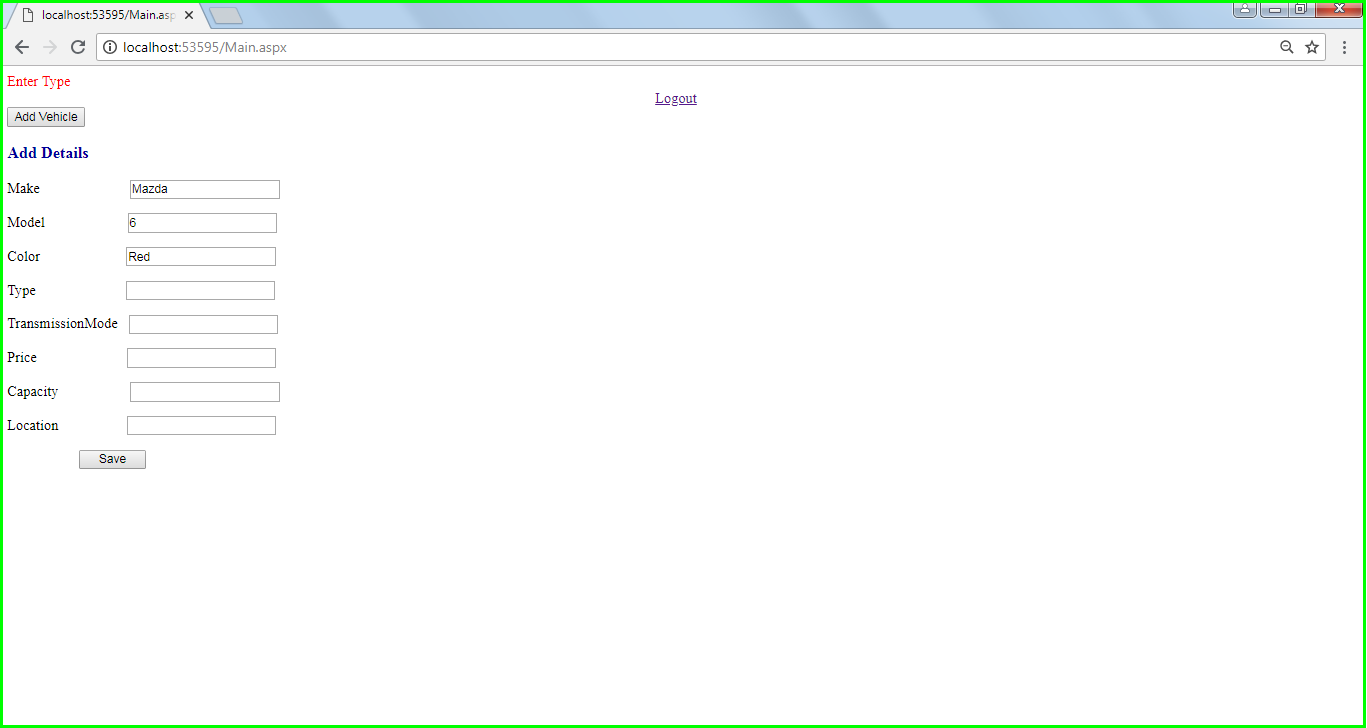 localhost:53595/Main.asp
localhost:53595/Main.aspx
Enter Type
Logout
Add Vehicle
Add Details
Make Mazda
Model 6
Color Red
Type
TransmissionMode
Price
Capacity
Location
Save